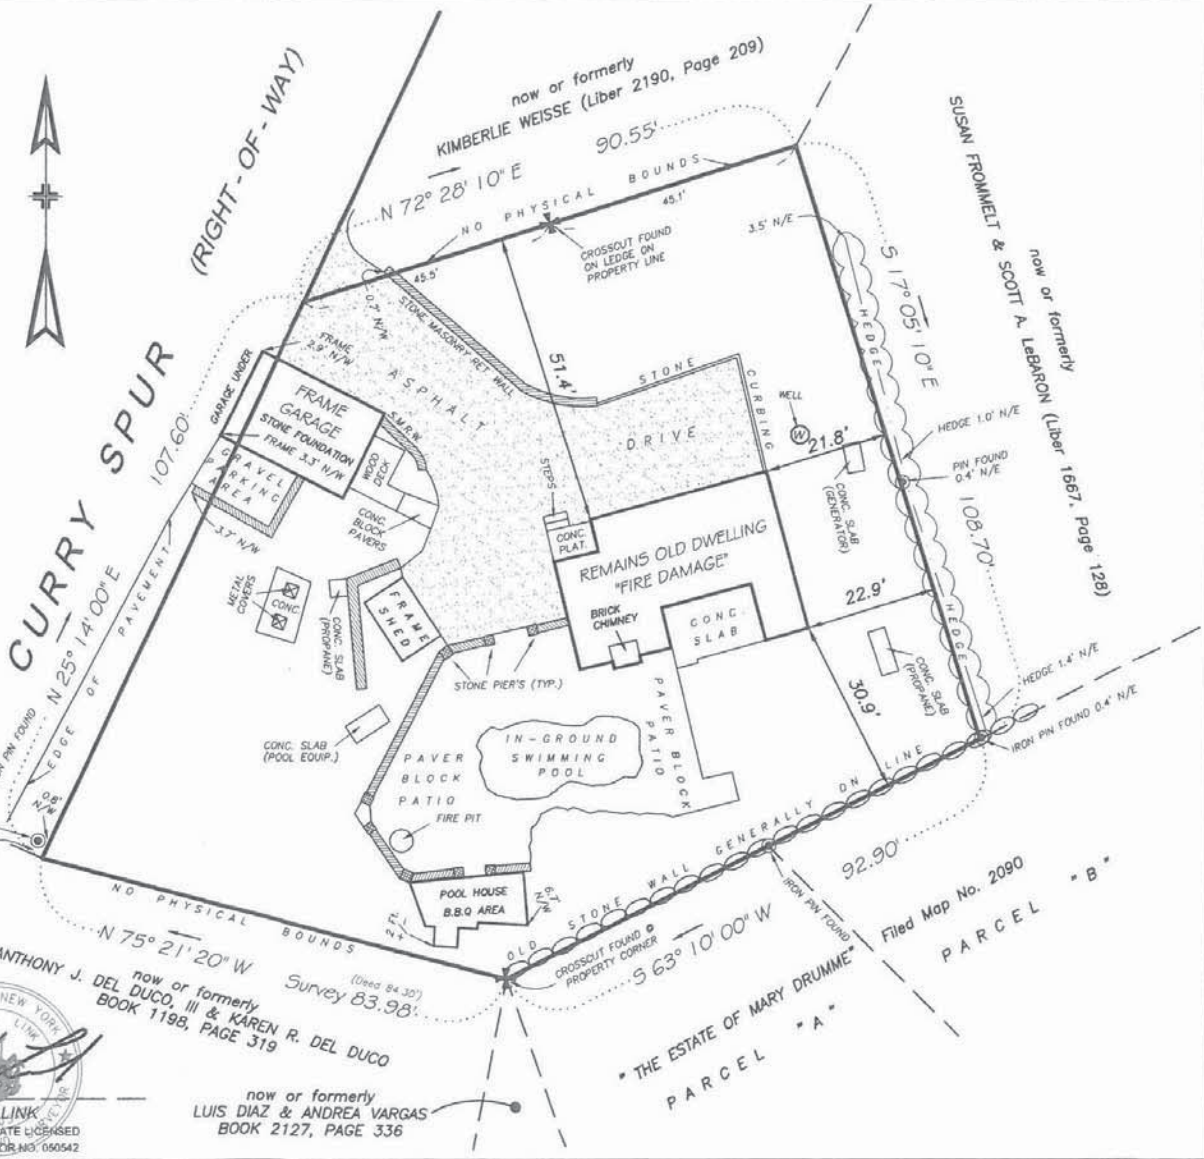 now or formerly
KIMBERLIE WEISSE (Liber 2190, Page 209)
N 72° 28' 10" E
90.55'
NO PHYSICAL BOUNDS
45.5'
45.1'
CROSSCUT FOUND
ON LEDGE ON
PROPERTY LINE
(RIGHT-OF-WAY)
CURRY SPUR
107.60'
N 25° 14' 00" E
EDGE OF PAVEMENT
PIN FOUND
0.8'
N/W
now or formerly
SUSAN FROMMELT & SCOTT A. LeBARON (Liber 1667, Page 128)
S 17° 05' 10" E
108.70'
3.5' N/E
HEDGE
HEDGE 1.0' N/E
PIN FOUND
0.4' N/E
HEDGE
HEDGE 1.4' N/E
IRON PIN FOUND 0.4' N/E
0.7' N/W
STONE MASONRY RET WALL
ASPHALT
DRIVE
STONE
CURBING
51.4'
WELL
W
21.8'
CONC. SLAB
(GENERATOR)
FRAME
2.9' N/W
GARAGE UNDER
FRAME
GARAGE
STONE FOUNDATION
FRAME 3.3' N/W
S.M.R.W
WOOD
DECK
CONC.
BLOCK
PAVERS
GRAVEL
PARKING
AREA
3.7' N/W
METAL
COVERS
CONC.
CONC. SLAB
(PROPANE)
FRAME
SHED
STEPS
CONC.
PLAT.
REMAINS OLD DWELLING
"FIRE DAMAGE"
BRICK
CHIMNEY
CONC.
SLAB
22.9'
CONC. SLAB
(PROPANE)
30.9'
STONE PIER'S (TYP.)
CONC. SLAB
(POOL EQUIP.)
PAVER
BLOCK
PATIO
IN-GROUND
SWIMMING
POOL
PAVER BLOCK
PATIO
FIRE PIT
POOL HOUSE
B.B.Q AREA
6.7'
N/W
2 Ft.
+ -
NO PHYSICAL BOUNDS
N 75° 21' 20" W
(Deed 84.30')
Survey 83.98'
OLD STONE WALL GENERALLY ON LINE
CROSSCUT FOUND @
PROPERTY CORNER
S 63° 10' 00" W
92.90'
IRON PIN FOUND
Filed Map No. 2090
PARCEL "B"
"THE ESTATE OF MARY DRUMME"
PARCEL "A"
now or formerly
ANTHONY J. DEL DUCO, III & KAREN R. DEL DUCO
BOOK 1198, PAGE 319
now or formerly
LUIS DIAZ & ANDREA VARGAS
BOOK 2127, PAGE 336
NEW YORK
LINK
LINK
LICENSED
NO. 050542